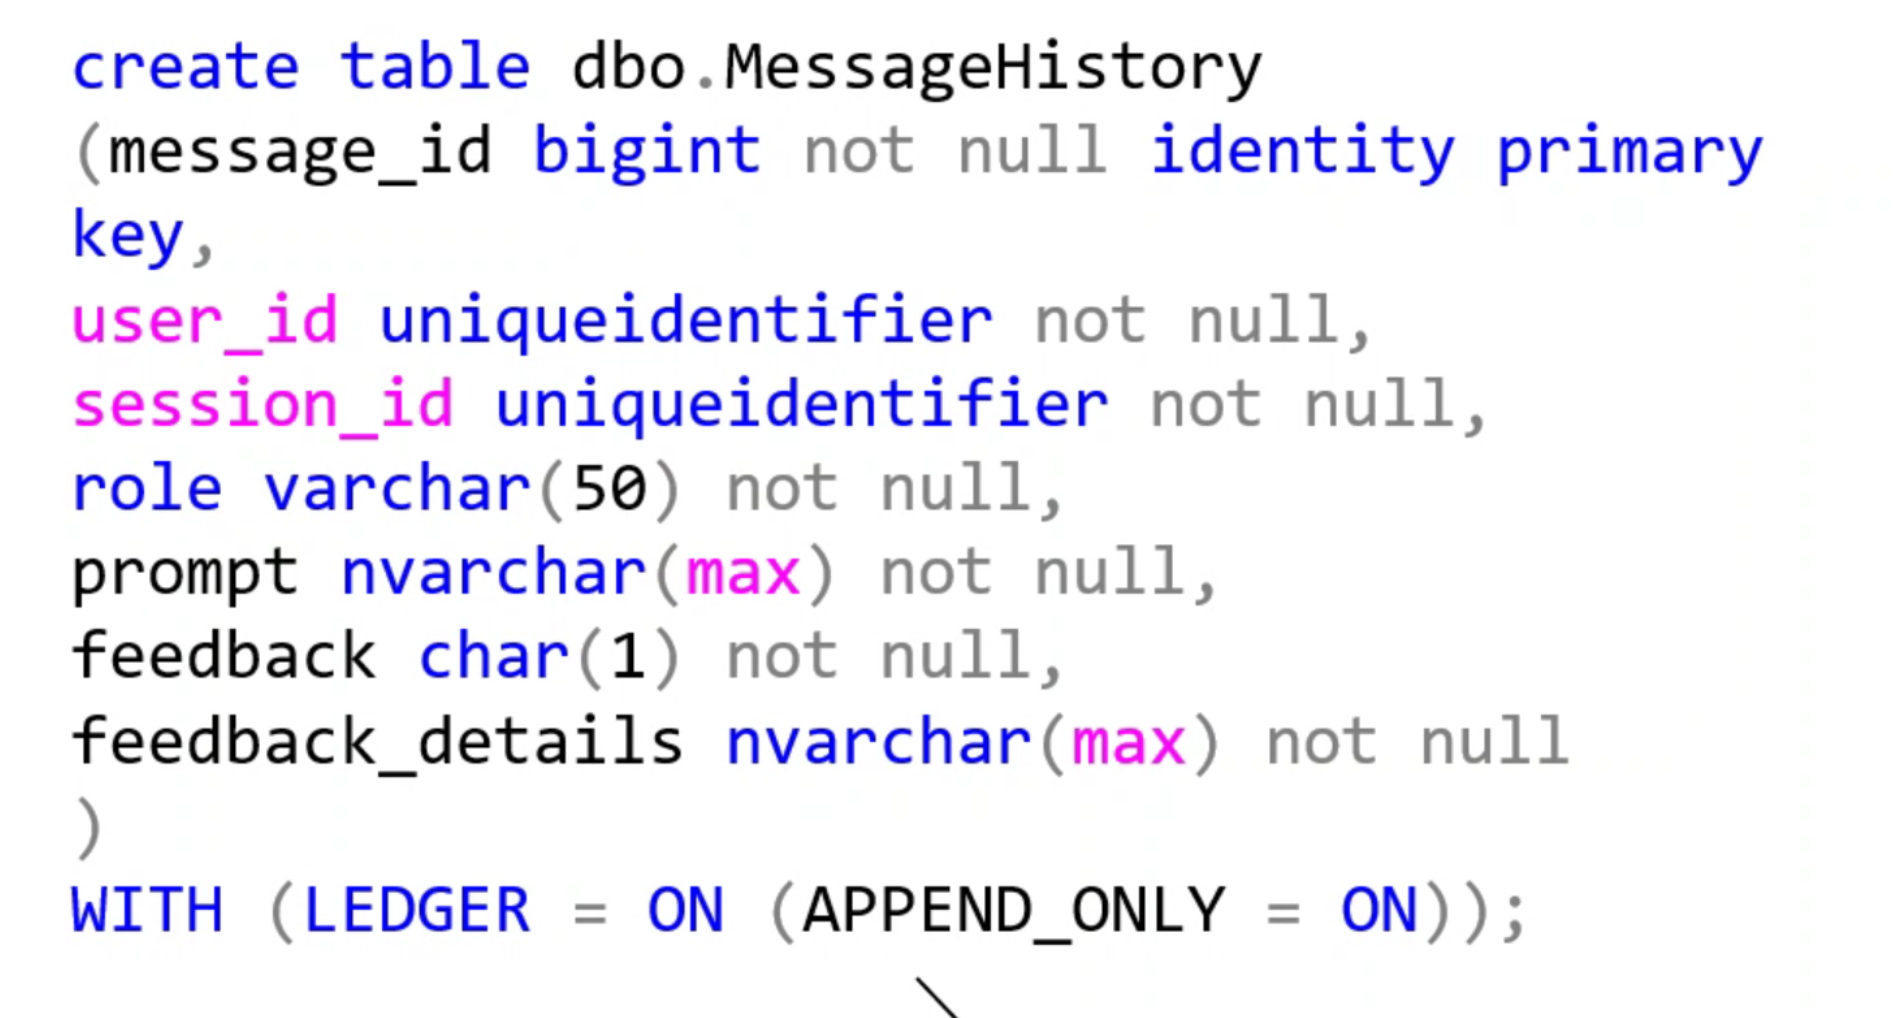 create table dbo.MessageHistory
(message_id bigint not null identity primary
key,
user_id uniqueidentifier not null,
session_id uniqueidentifier not null,
role varchar(50) not null,
prompt nvarchar(max) not null,
feedback char(1) not null,
feedback_details nvarchar(max) not null
)
WITH (LEDGER = ON (APPEND_ONLY = ON));